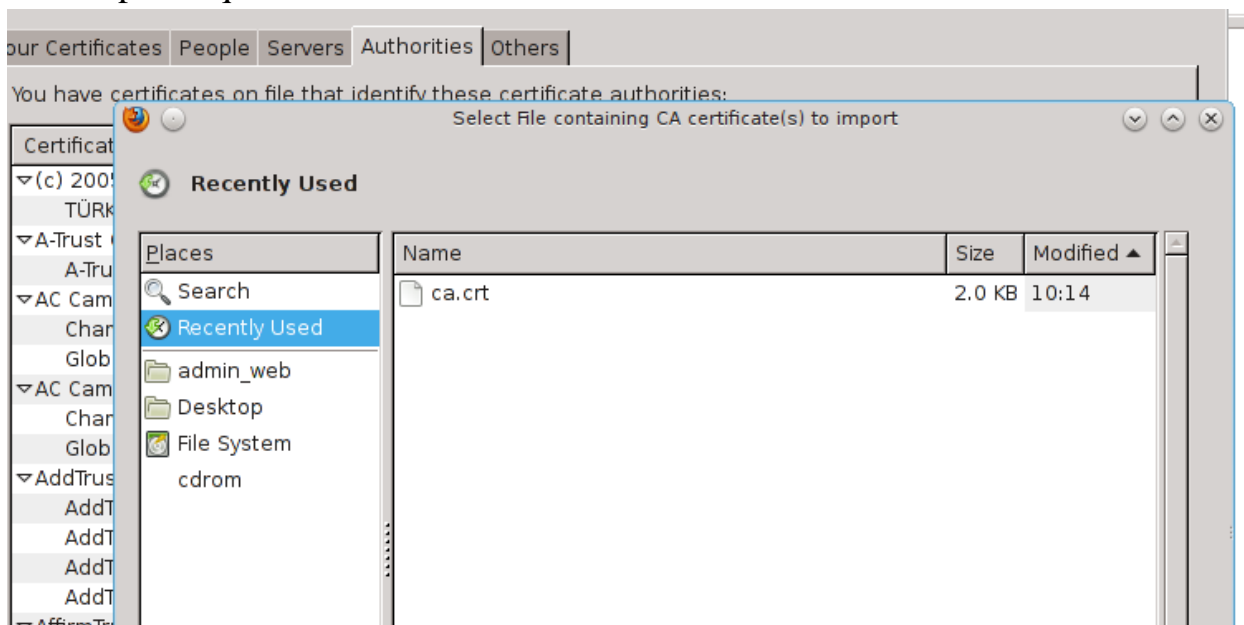 our Certificates People Servers Authorities Others
You have certificates on file that identify these certificate authorities:
Select File containing CA certificate(s) to import
Certificat
(c) 200
Recently Used
TÜRK
A-Trust
A-Tru
AC Cam
Char
Glob
AC Cam
Char
Glob
AddTrus
AddT
AddT
AddT
AddT
AffirmTr
Places
Search
Recently Used
admin_web
Desktop
File System
cdrom
Name Size Modified
ca.crt 2.0 KB 10:14